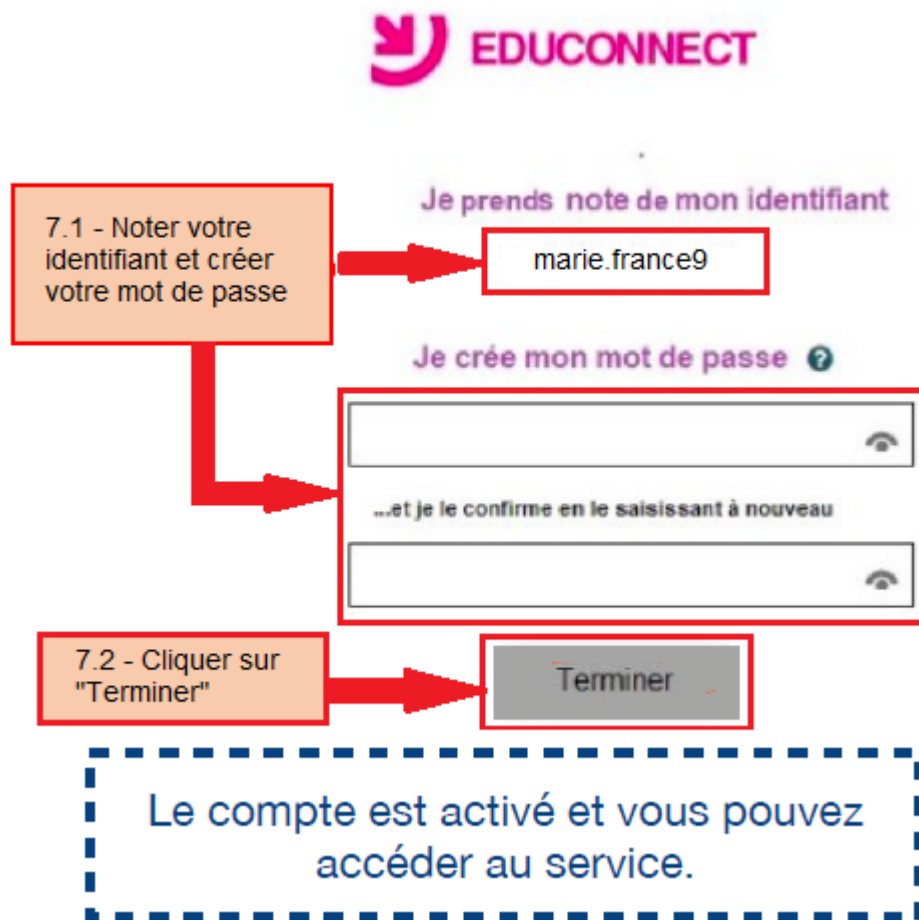 EDUCONNECT
Je prends note de mon identifiant
7.1 - Noter votre
identifiant et créer
votre mot de passe
marie.france9
Je crée mon mot de passe ?
...et je le confirme en le saisissant à nouveau
7.2 - Cliquer sur
"Terminer"
Terminer
Le compte est activé et vous pouvez
accéder au service.